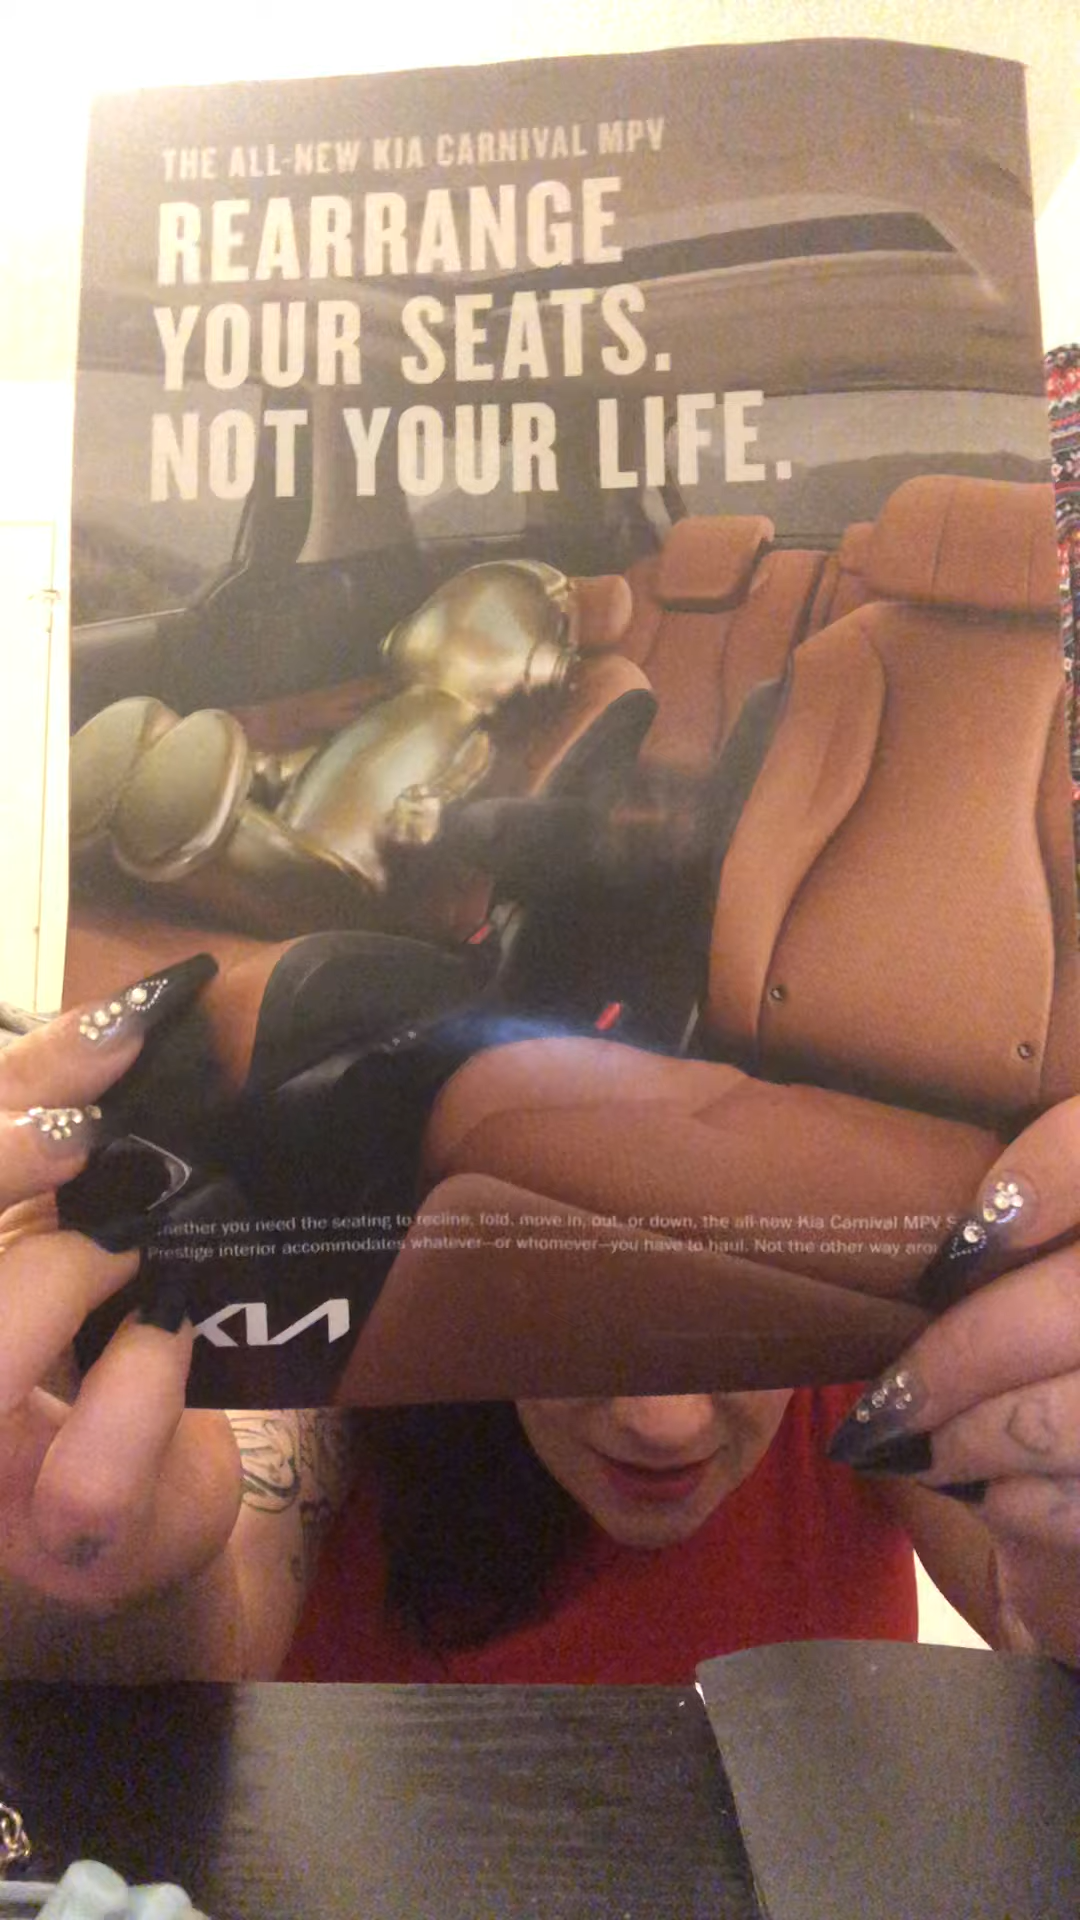 THE ALL-NEW KIA CARNIVAL MPV
REARRANGE
YOUR SEATS.
NOT YOUR LIFE.
you need the seating to recline, fold, move in, out, or down, the all-new Kia Carnival MPV
Prestige interior accommodates whatever—or whomever—you have to haul. Not the other way
KIA